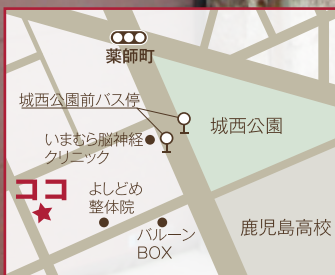 薬師町
城西公園前バス停
城西公園
いまむら脳神経
クリニック
ココ
よしどめ
整体院
バルーン
BOX
鹿児島高校